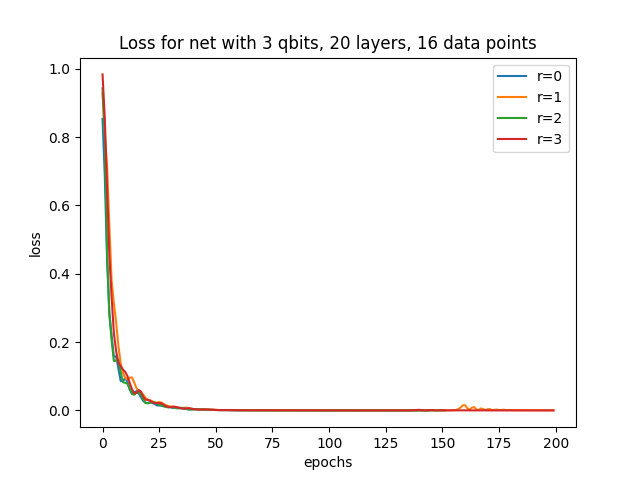 Loss for net with 3 qbits, 20 layers, 16 data points
1.0
0.8
0.6
0.4
0.2
0.0
loss
r=0
r=1
r=2
r=3
0 25 50 75 100 125 150 175 200
epochs